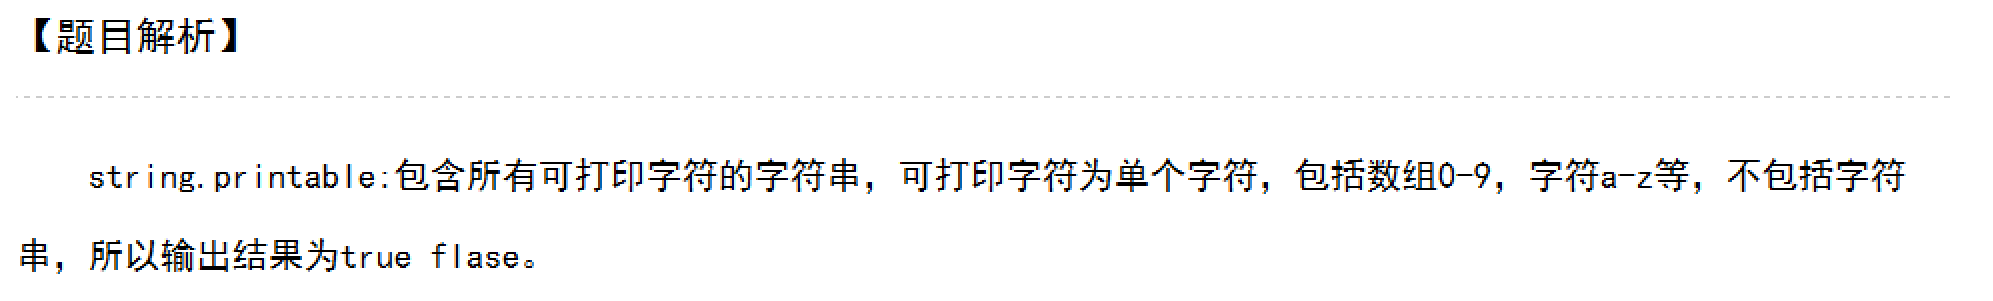 【题目解析】
string.printable:包含所有可打印字符的字符串，可打印字符为单个字符，包括数组0-9，字符a-z等，不包括字符
串，所以输出结果为true flase。